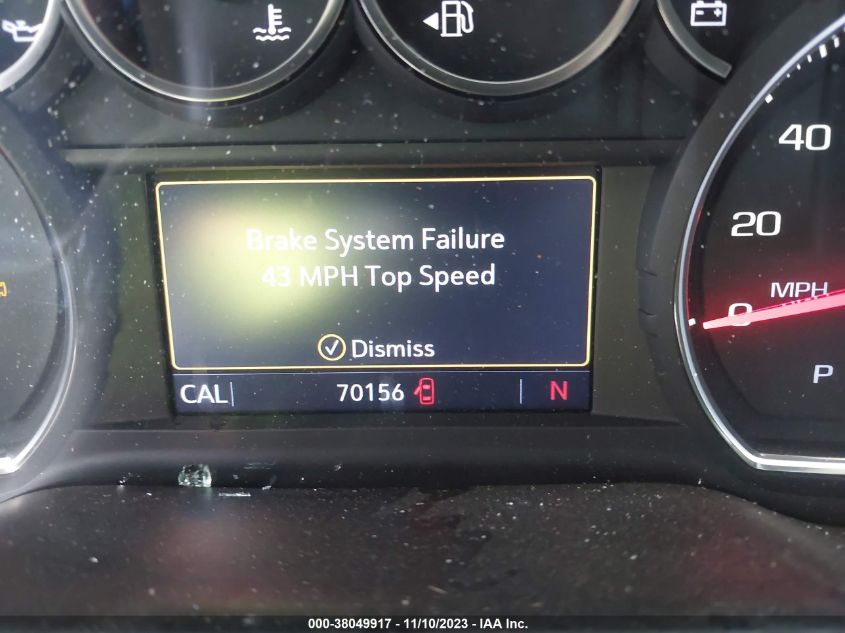 40
20
MPH
0
P
Brake System Failure
43 MPH Top Speed
Dismiss
CAL 70156 N
000-38049917 - 11/10/2023 - IAA Inc.